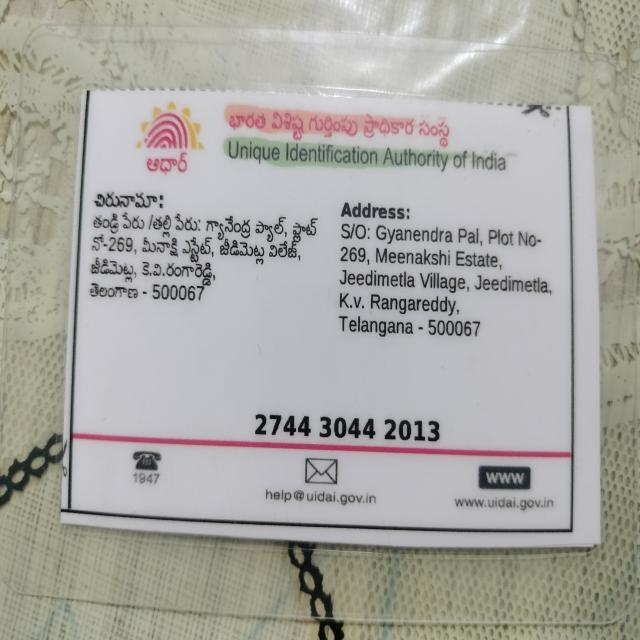 భారత విశిష్ట గుర్తింపు ప్రాధికార సంస్థ
Unique Identification Authority of India
ఆధార్
చిరునామా:
తండ్రి పేరు /తల్లి పేరు: గ్యానేంద్ర ప్యాల్, ప్లాట్
నో-269, మీనాక్షి ఎస్టేట్, జీడిమెట్ల విలేజ్,
జీడిమెట్ల, కె.వి.రంగారెడ్డి,
తెలంగాణ - 500067
Address:
S/O: Gyanendra Pal, Plot No-
269, Meenakshi Estate,
Jeedimetla Village, Jeedimetla,
K.v. Rangareddy,
Telangana - 500067
2744 3044 2013
1947
help@uidai.gov.in
www
www.uidai.gov.in